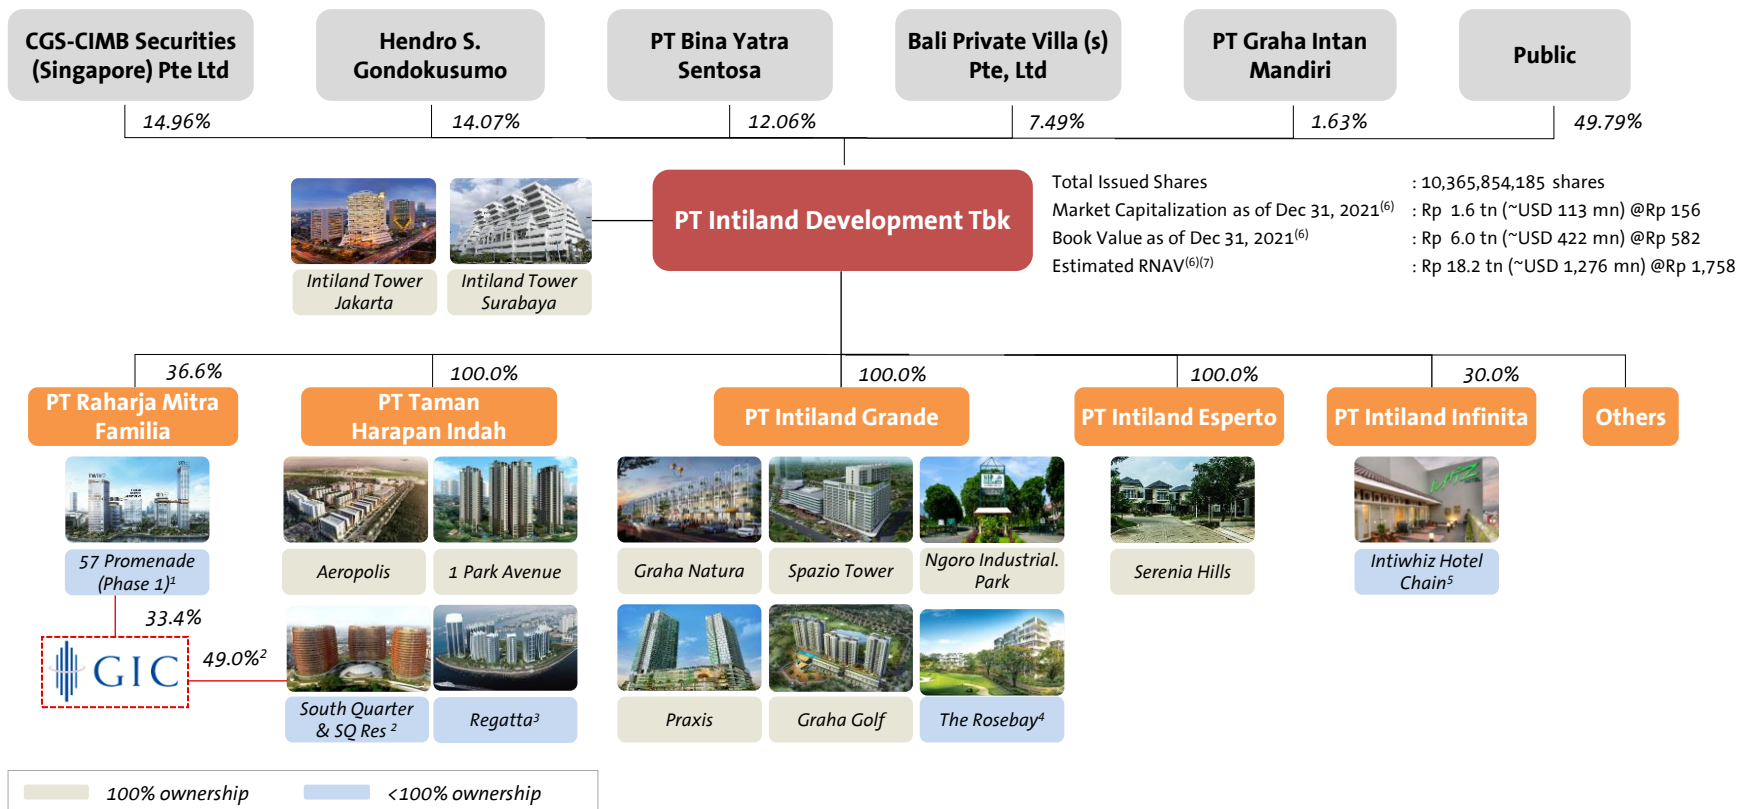 CGS-CIMB Securities
(Singapore) Pte Ltd
Hendro S.
Gondokusumo
PT Bina Yatra
Sentosa
Bali Private Villa (s)
Pte, Ltd
PT Graha Intan
Mandiri
Public
14.96%
14.07%
12.06%
7.49%
1.63%
49.79%
Intiland Tower
Jakarta
Intiland Tower
Surabaya
PT Intiland Development Tbk
Total Issued Shares : 10,365,854,185 shares
Market Capitalization as of Dec 31, 2021(6) : Rp 1.6 tn (~USD 113 mn) @Rp 156
Book Value as of Dec 31, 2021(6) : Rp 6.0 tn (~USD 422 mn) @Rp 582
Estimated RNAV(6)(7) : Rp 18.2 tn (~USD 1,276 mn) @Rp 1,758
36.6%
100.0%
100.0%
100.0%
30.0%
PT Raharja Mitra
Familia
PT Taman
Harapan Indah
PT Intiland Grande
PT Intiland Esperto
PT Intiland Infinita
Others
57 Promenade
(Phase 1)1
Aeropolis
1 Park Avenue
Graha Natura
Spazio Tower
Ngoro Industrial.
Park
Serenia Hills
Intiwhiz Hotel
Chain5
33.4%
GIC
49.0%2
South Quarter
& SQ Res 2
Regatta3
Praxis
Graha Golf
The Rosebay4
100% ownership
<100% ownership